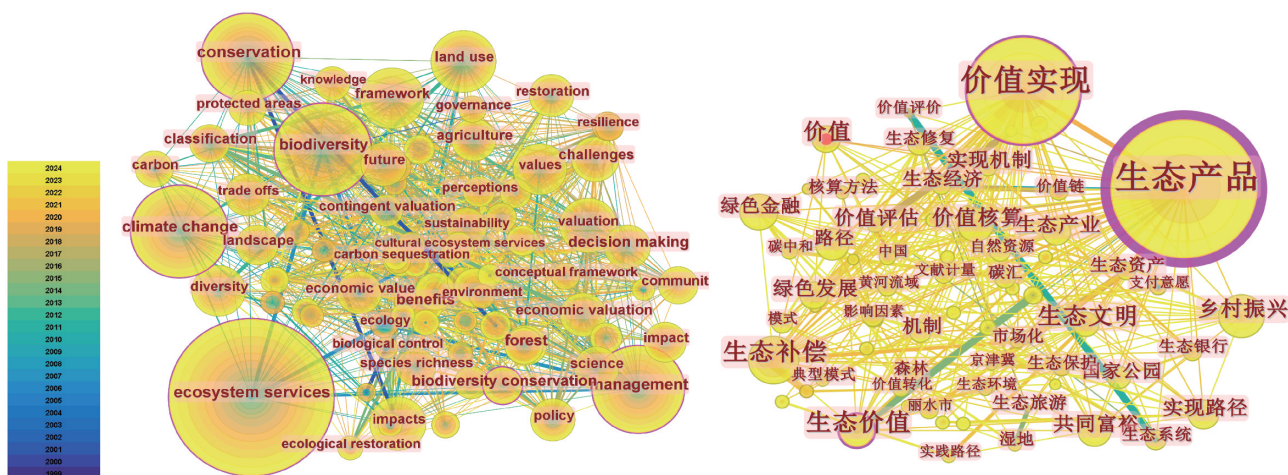 2024
2023
2022
2021
2020
2019
2018
2017
2016
2015
2014
2013
2012
2011
2010
2009
2008
2007
2006
2005
2004
2003
2002
2001
2000
1999
conservation
land use
knowledge
framework
restoration
protected areas
governance
resilience
classification
agriculture
biodiversity
carbon
future
values
challenges
trade offs
perceptions
contingent valuation
climate change
sustainability
valuation
landscape
cultural ecosystem services
decision making
carbon sequestration
conceptual framework
diversity
economic value
environment
communit
benefits
economic evaluation
ecology
biological control
forest
impact
species richness
science
ecosystem services
biodiversity conservation
management
impacts
policy
ecological restoration
价值实现
价值评价
价值
生态修复
生态产品
实现机制
生态经济
核算方法
价值链
绿色金融
价值评估
价值核算
生态产业
碳中和
路径
中国
自然资源
生态资产
文献计量
碳汇
黄河流域
支付意愿
绿色发展
乡村振兴
影响因素
生态文明
模式
机制
市场化
生态补偿
生态银行
京津冀
生态保护
森林
国家公园
典型模式
价值转化
生态环境
丽水市
生态旅游
实现路径
生态价值
共同富裕
湿地
生态系统
实践路径